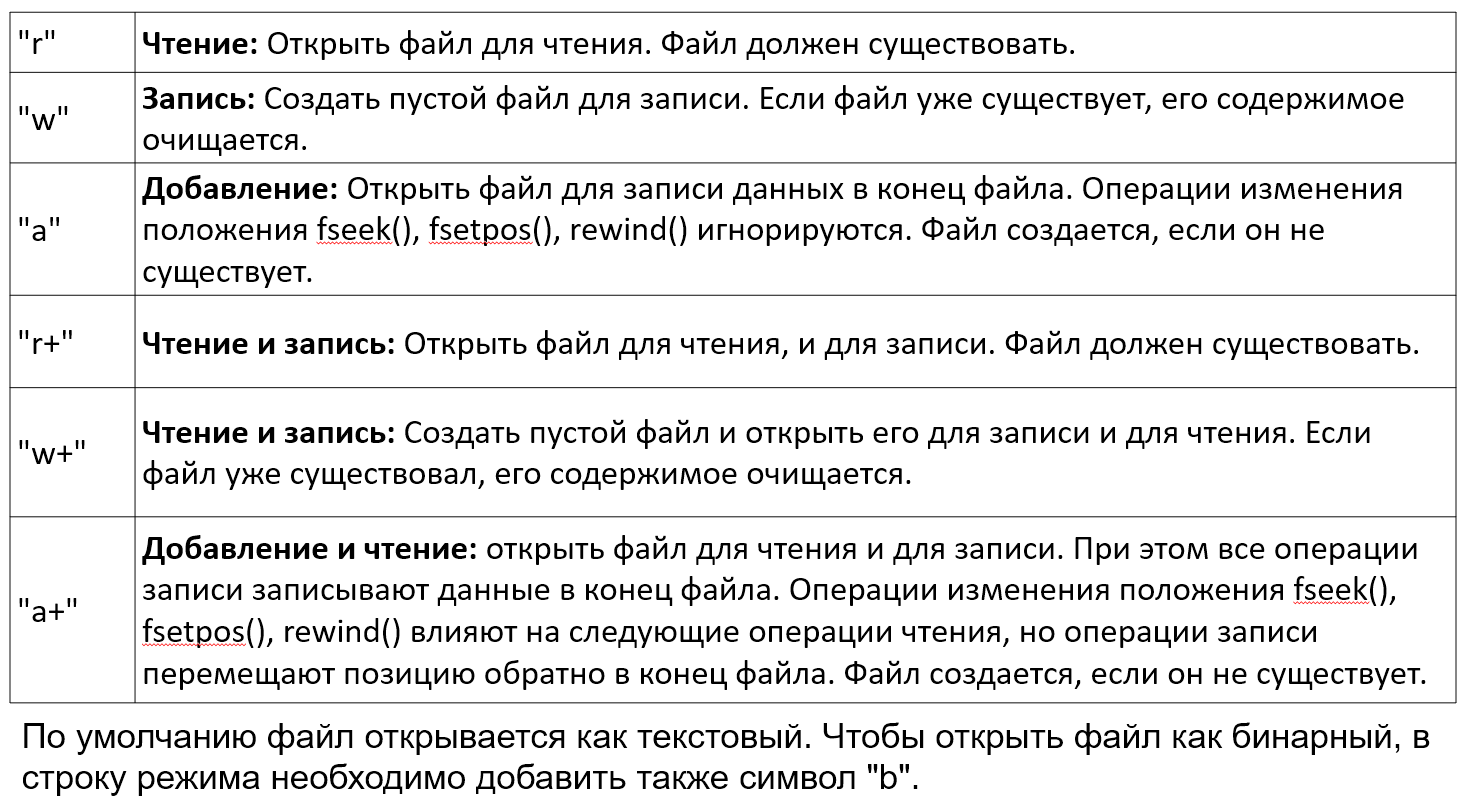 "r" Чтение: Открыть файл для чтения. Файл должен существовать.
"w" Запись: Создать пустой файл для записи. Если файл уже существует, его содержимое
очищается.
"a" Добавление: Открыть файл для записи данных в конец файла. Операции изменения
положения fseek(), fsetpos(), rewind() игнорируются. Файл создается, если он не
существует.
"r+" Чтение и запись: Открыть файл для чтения, и для записи. Файл должен существовать.
"w+" Чтение и запись: Создать пустой файл и открыть его для записи и для чтения. Если
файл уже существовал, его содержимое очищается.
"a+" Добавление и чтение: открыть файл для чтения и для записи. При этом все операции
записи записывают данные в конец файла. Операции изменения положения fseek(),
fsetpos(), rewind() влияют на следующие операции чтения, но операции записи
перемещают позицию обратно в конец файла. Файл создается, если он не существует.
По умолчанию файл открывается как текстовый. Чтобы открыть файл как бинарный, в
строку режима необходимо добавить также символ "b".